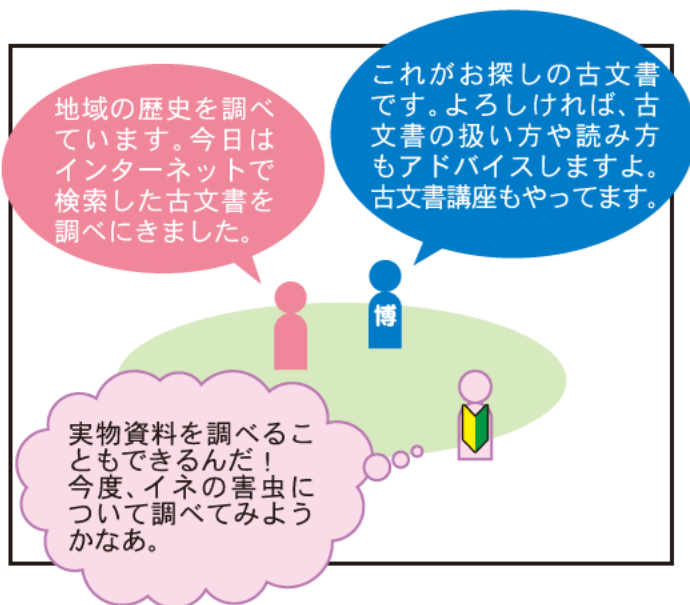 地域の歴史を調べ
ています。今日は
インターネットで
検索した古文書を
調べにきました。
これがお探しの古文書
です。よろしければ、古
文書の扱い方や読み方
もアドバイスしますよ。
古文書講座もやってます。
博
実物資料を調べるこ
ともできるんだ！
今度、イネの害虫に
ついて調べてみよう
かなあ。